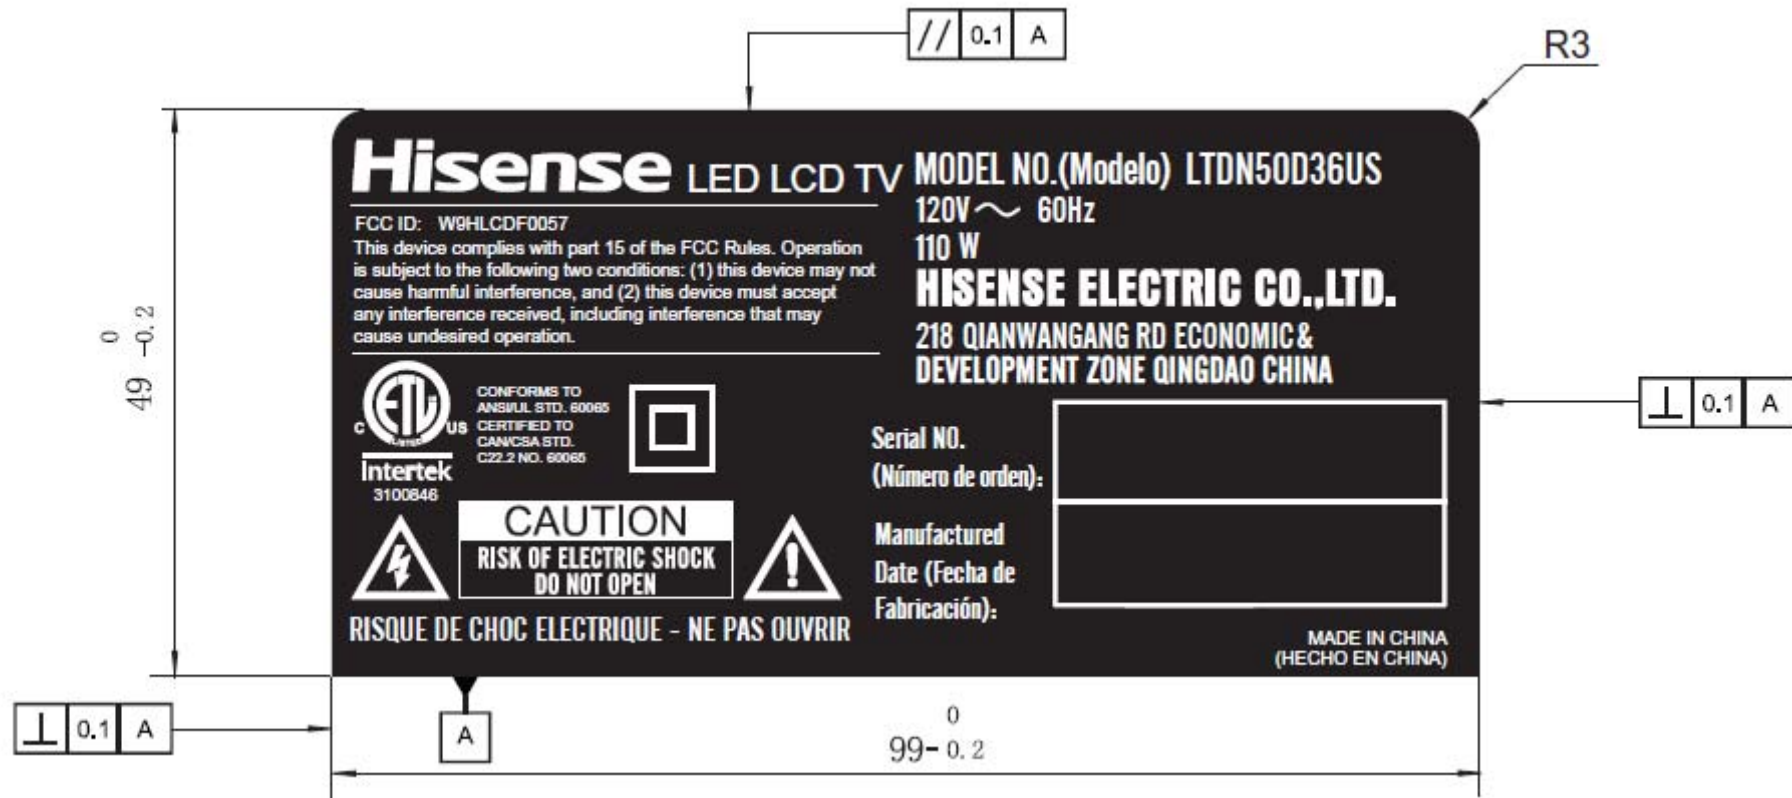 // 0.1 A
R3
Hisense LED LCD TV
FCC ID: W9HLCDF0057
This device complies with part 15 of the FCC Rules. Operation
is subject to the following two conditions: (1) this device may not
cause harmful interference, and (2) this device must accept
any interference received, including interference that may
cause undesired operation.
MODEL NO.(Modelo) LTDN50D36US
120V ～ 60Hz
110 W
HISENSE ELECTRIC CO.,LTD.
218 QIANWANGANG RD ECONOMIC&
DEVELOPMENT ZONE QINGDAO CHINA
0
49 -0.2
ETL
LISTED
C US
Intertek
3100646
CONFORMS TO
ANSI/UL STD. 60065
CERTIFIED TO
CAN/CSA STD.
C22.2 NO. 60065
Serial NO.
(Número de orden):
Manufactured
Date (Fecha de
Fabricación):
⊥ 0.1 A
CAUTION
RISK OF ELECTRIC SHOCK
DO NOT OPEN
!
RISQUE DE CHOC ELECTRIQUE - NE PAS OUVRIR
MADE IN CHINA
(HECHO EN CHINA)
⊥ 0.1 A
A
0
99-0.2